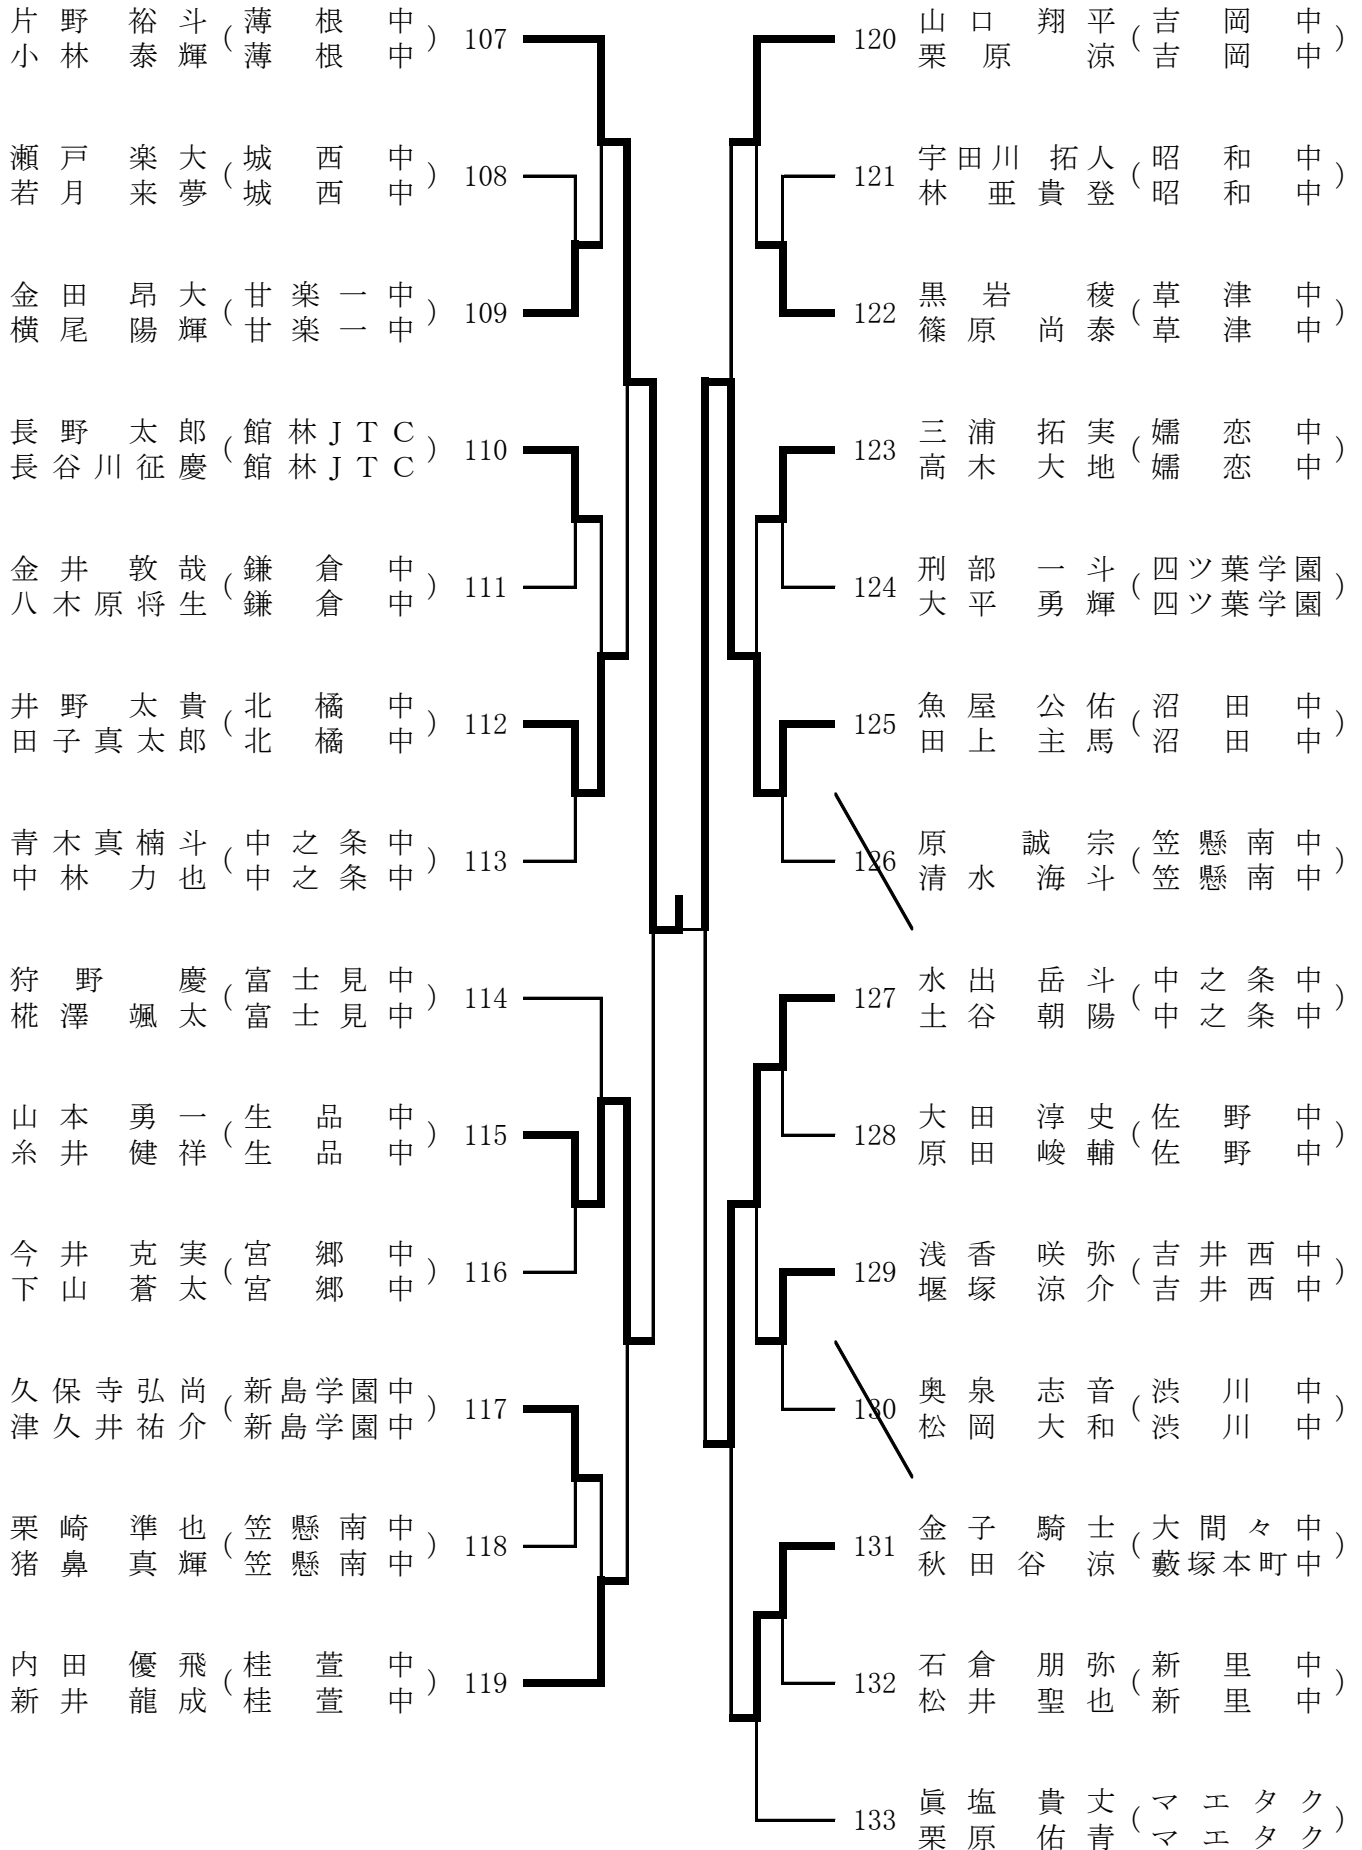 片野裕斗(薄根中) 107
小林泰輝(薄根中)
瀬戸楽大(城西中) 108
若月来夢(城西中)
金田昂大(甘楽一中) 109
横尾陽輝(甘楽一中)
長野太郎(館林JTC) 110
長谷川征慶(館林JTC)
金井敦哉(鎌倉中) 111
八木原将生(鎌倉中)
井野太貴(北橘中) 112
田子真太郎(北橘中)
青木真楠斗(中之条中) 113
中林力也(中之条中)
狩野慶(富士見中) 114
椛澤颯太(富士見中)
山本勇一(生品中) 115
糸井健祥(生品中)
今井克実(宮郷中) 116
下山蒼太(宮郷中)
久保寺弘尚(新島学園中) 117
津久井祐介(新島学園中)
栗崎準也(笠懸南中) 118
猪鼻真輝(笠懸南中)
内田優飛(桂萱中) 119
新井龍成(桂萱中)
120 山口翔平(吉岡中)
栗原涼(吉岡中)
121 宇田川拓人(昭和中)
林亜貴登(昭和中)
122 黒岩稜(草津中)
篠原尚泰(草津中)
123 三浦拓実(嬬恋中)
高木大地(嬬恋中)
124 刑部一斗(四ツ葉学園)
大平勇輝(四ツ葉学園)
125 魚屋公佑(沼田中)
田上主馬(沼田中)
126 原誠宗(笠懸南中)
清水海斗(笠懸南中)
127 水出岳斗(中之条中)
土谷朝陽(中之条中)
128 大田淳史(佐野中)
原田峻輔(佐野中)
129 浅香咲弥(吉井西中)
堰塚涼介(吉井西中)
130 奥泉志音(渋川中)
松岡大和(渋川中)
131 金子騎士(大間々中)
秋田谷涼(藪塚本町中)
132 石倉朋弥(新里中)
松井聖也(新里中)
133 眞塩貴丈(マエタク)
栗原佑青(マエタク)